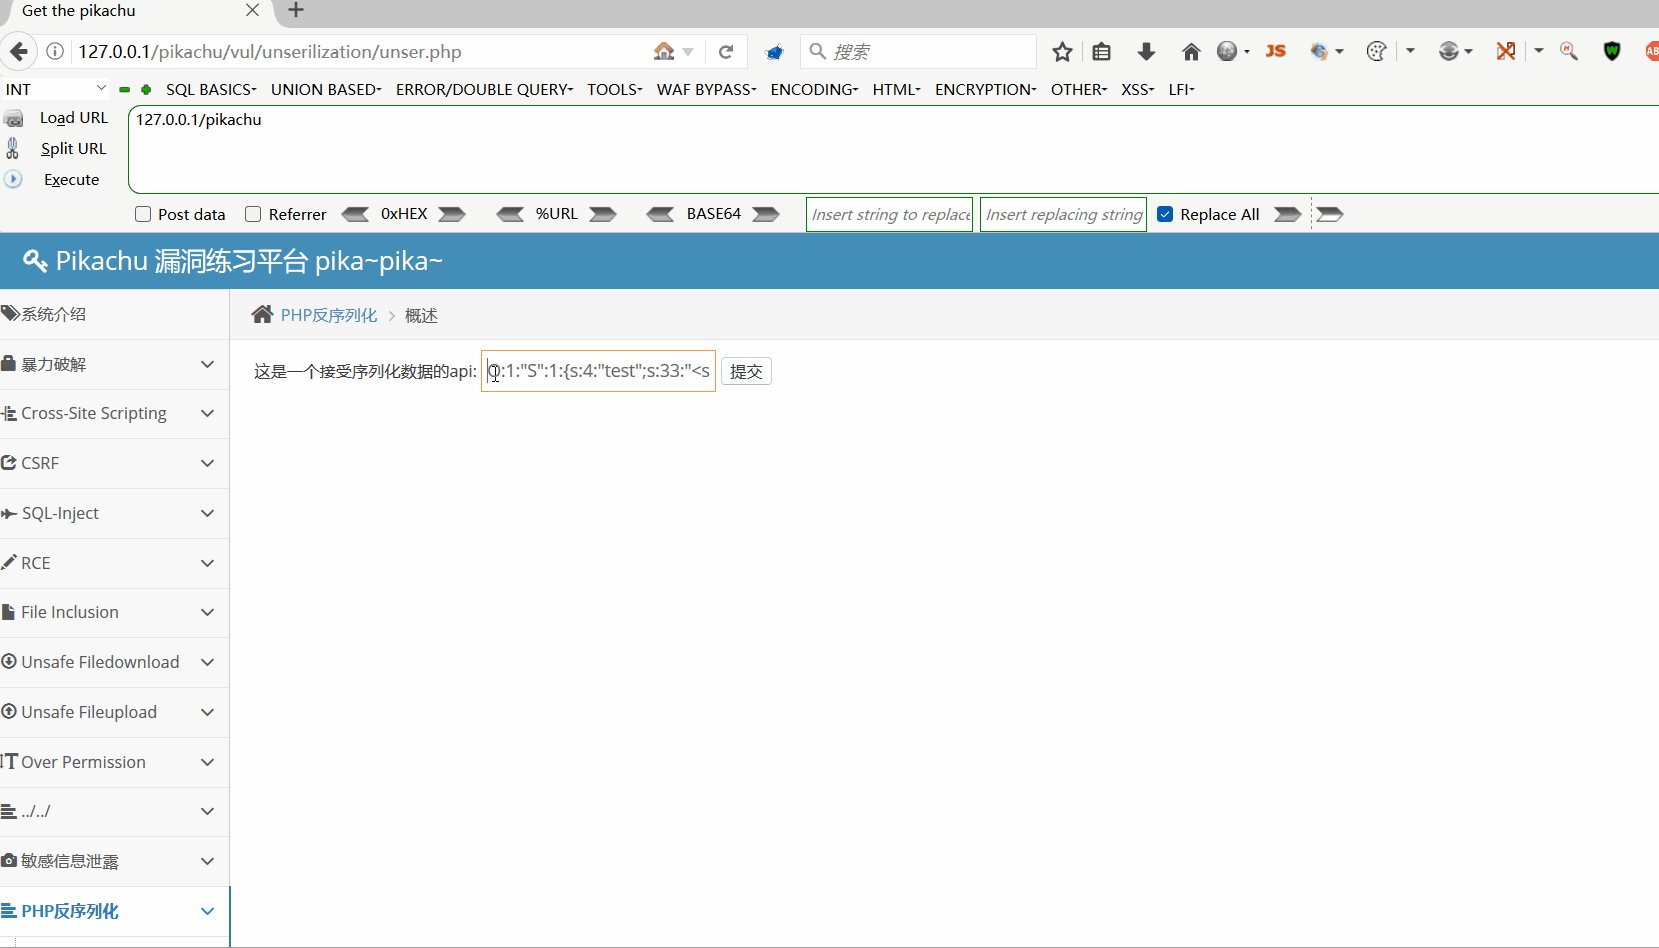 Get the pikachu
127.0.0.1/pikachu/vul/unserilization/unser.php
搜索
JS
INT
SQL BASICS
UNION BASED
ERROR/DOUBLE QUERY
TOOLS
WAF BYPASS
ENCODING
HTML
ENCRYPTION
OTHER
XSS
LFI
Load URL
127.0.0.1/pikachu
Split URL
Execute
Post data
Referrer
0xHEX
%URL
BASE64
Insert string to replace
Insert replacing string
Replace All
Pikachu 漏洞练习平台 pika~pika~
系统介绍
PHP反序列化
概述
暴力破解
这是一个接受序列化数据的api:
O:1:"S":1:{s:4:"test";s:33:"<s
提交
Cross-Site Scripting
CSRF
SQL-Inject
RCE
File Inclusion
Unsafe Filedownload
Unsafe Fileupload
Over Permission
../../
敏感信息泄露
PHP反序列化